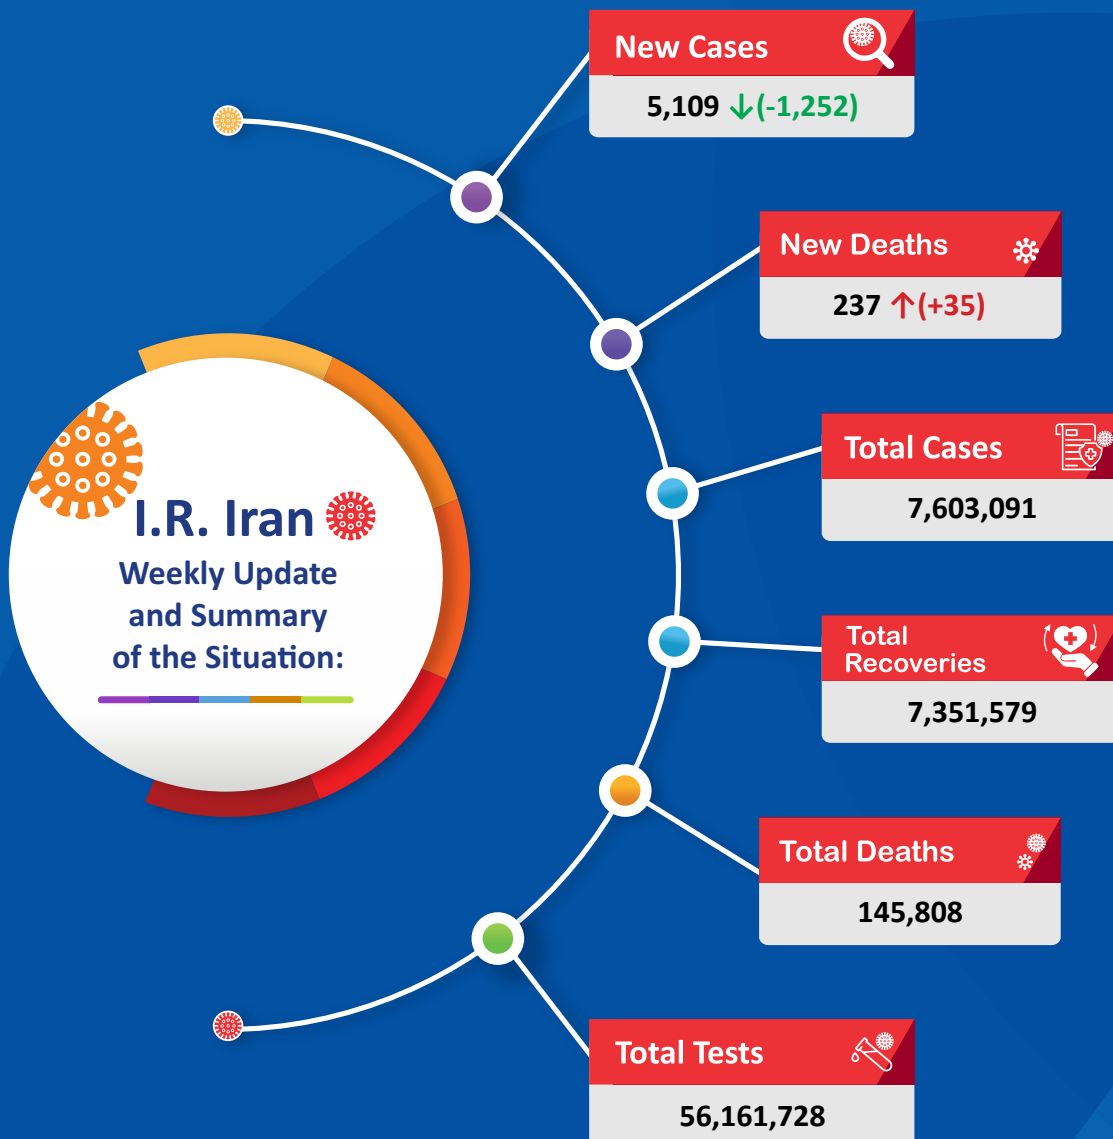 New Cases
5,109 ↓(-1,252)
New Deaths
237 ↑(+35)
Total Cases
7,603,091
I.R. Iran
Weekly Update
and Summary
of the Situation:
Total
Recoveries
7,351,579
Total Deaths
145,808
Total Tests
56,161,728